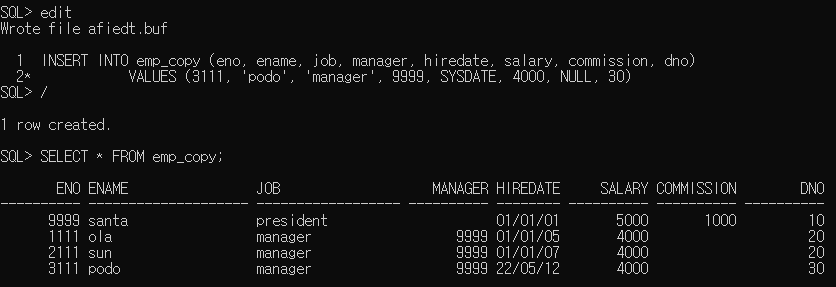 SQL> edit
Wrote file afiedt.buf
  1  INSERT INTO emp_copy (eno, ename, job, manager, hiredate, salary, commission, dno)
  2*             VALUES (3111, 'podo', 'manager', 9999, SYSDATE, 4000, NULL, 30)
SQL> /
1 row created.
SQL> SELECT * FROM emp_copy;
       ENO ENAME                JOB                   MANAGER HIREDATE     SALARY COMMISSION        DNO
---------- -------------------- ------------------ ---------- -------- ---------- ---------- ----------
      9999 santa                president                     01/01/01       5000       1000         10
      1111 ola                  manager                  9999 01/01/05       4000                    20
      2111 sun                  manager                  9999 01/01/07       4000                    20
      3111 podo                 manager                  9999 22/05/12       4000                    30